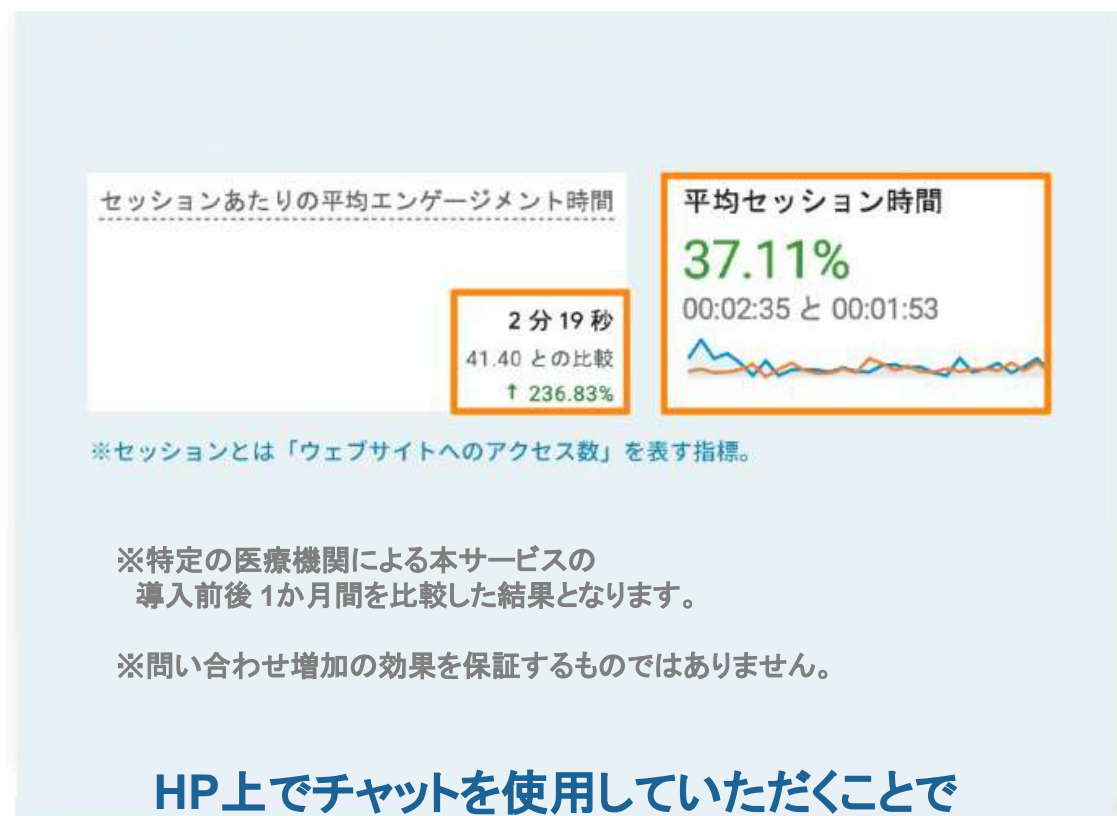 セッションあたりの平均エンゲージメント時間
2 分 19 秒
41.40 との比較
↑ 236.83%
平均セッション時間
37.11%
00:02:35 と 00:01:53
※セッションとは「ウェブサイトへのアクセス数」を表す指標。
※特定の医療機関による本サービスの
導入前後 1か月間を比較した結果となります。
※問い合わせ増加の効果を保証するものではありません。
HP上でチャットを使用していただくことで